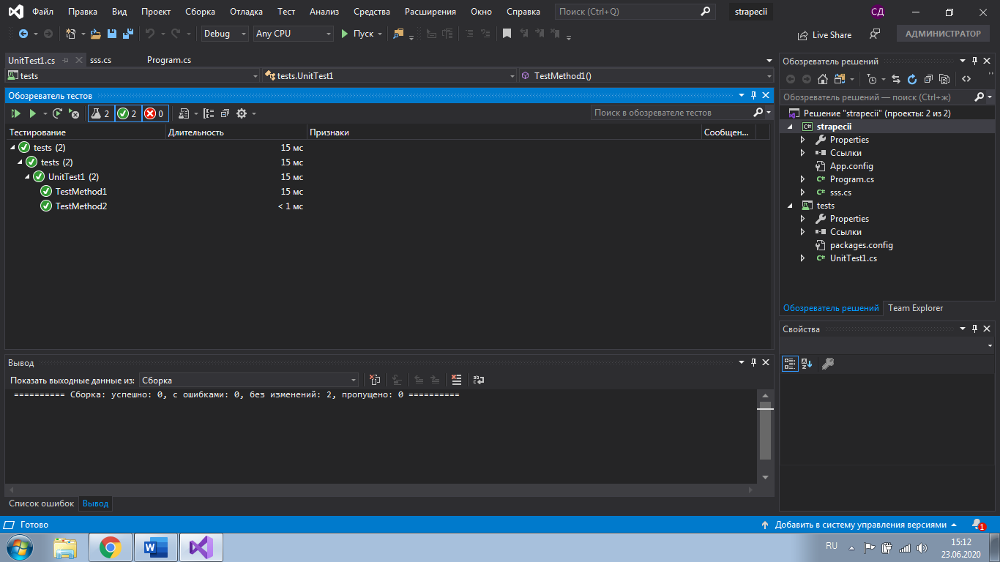 Файл Правка Вид Проект Сборка Отладка Тест Анализ Средства Расширения Окно Справка Поиск (Ctrl+Q) strapecii СД
Debug Any CPU Пуск Live Share АДМИНИСТРАТОР
UnitTest1.cs sss.cs Program.cs
tests tests.UnitTest1 TestMethod1()
Обозреватель тестов
2 2 0 Поиск в обозревателе тестов
Тестирование Длительность Признаки Сообщен...
tests (2) 15 мс
tests (2) 15 мс
UnitTest1 (2) 15 мс
TestMethod1 15 мс
TestMethod2 < 1 мс
Вывод
Показать выходные данные из: Сборка
========== Сборка: успешно: 0, с ошибками: 0, без изменений: 2, пропущено: 0 ==========
Список ошибок Вывод
Обозреватель решений
Обозреватель решений — поиск (Ctrl+ж)
Решение "strapecii" (проекты: 2 из 2)
strapecii
Properties
Ссылки
App.config
C# Program.cs
C# sss.cs
tests
Properties
Ссылки
packages.config
C# UnitTest1.cs
Обозреватель решений Team Explorer
Свойства
Готово Добавить в систему управления версиями 1
RU 15:12
23.06.2020